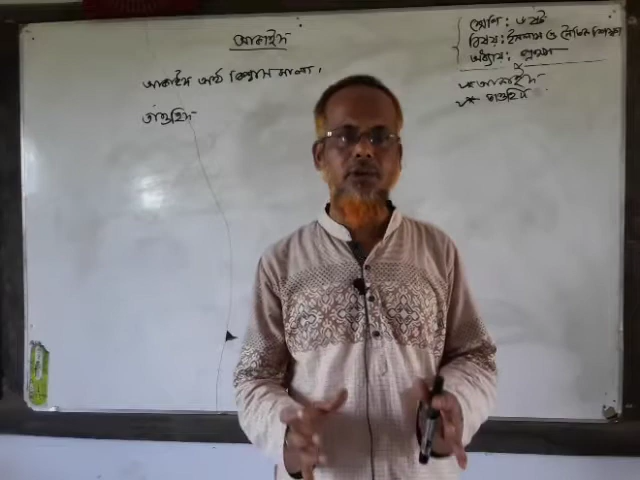 আকাইদ
আকাইদ অর্থ বিশ্বাস মালা।
তাওহিদ
শ্রেণি: ৬ষ্ঠ
বিষয়: ইসলাম ও নৈতিক শিক্ষা
অধ্যায়: প্রথম
* আকাইদ
* তাওহিদ